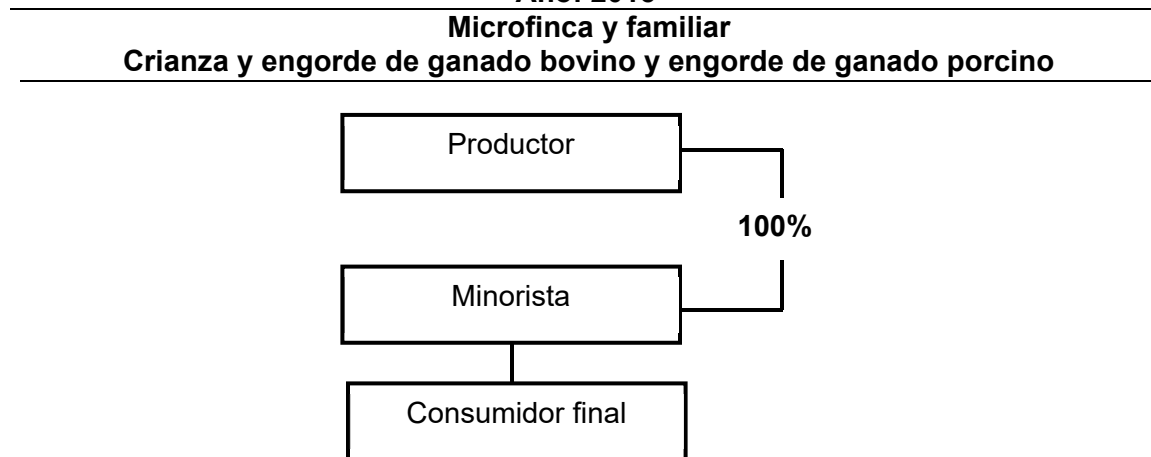 Microfinca y familiar
Crianza y engorde de ganado bovino y engorde de ganado porcino
Productor
100%
Minorista
Consumidor final